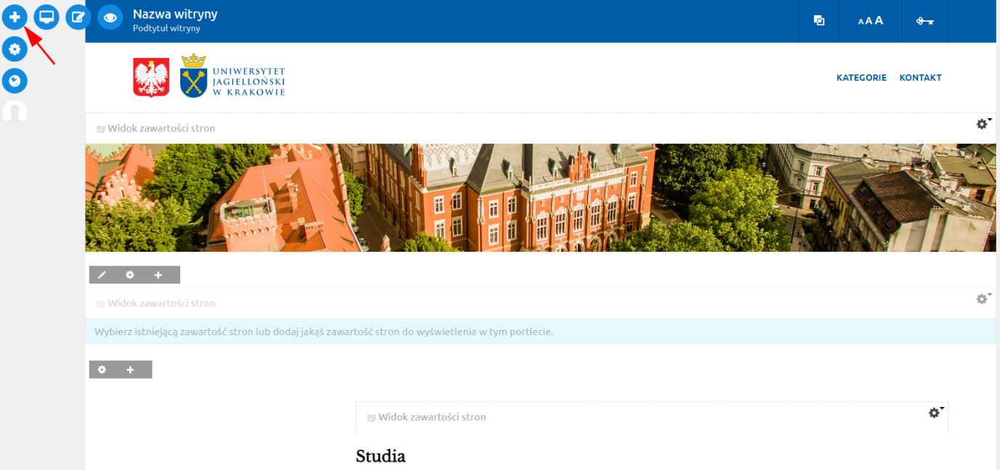 Nazwa witryny
Podtytuł witryny
A A A
UNIWERSYTET
JAGIELLOŃSKI
W KRAKOWIE
KATEGORIE KONTAKT
Widok zawartości stron
Widok zawartości stron
Wybierz istniejącą zawartość stron lub dodaj jakąś zawartość stron do wyświetlenia w tym portlecie.
Widok zawartości stron
Studia